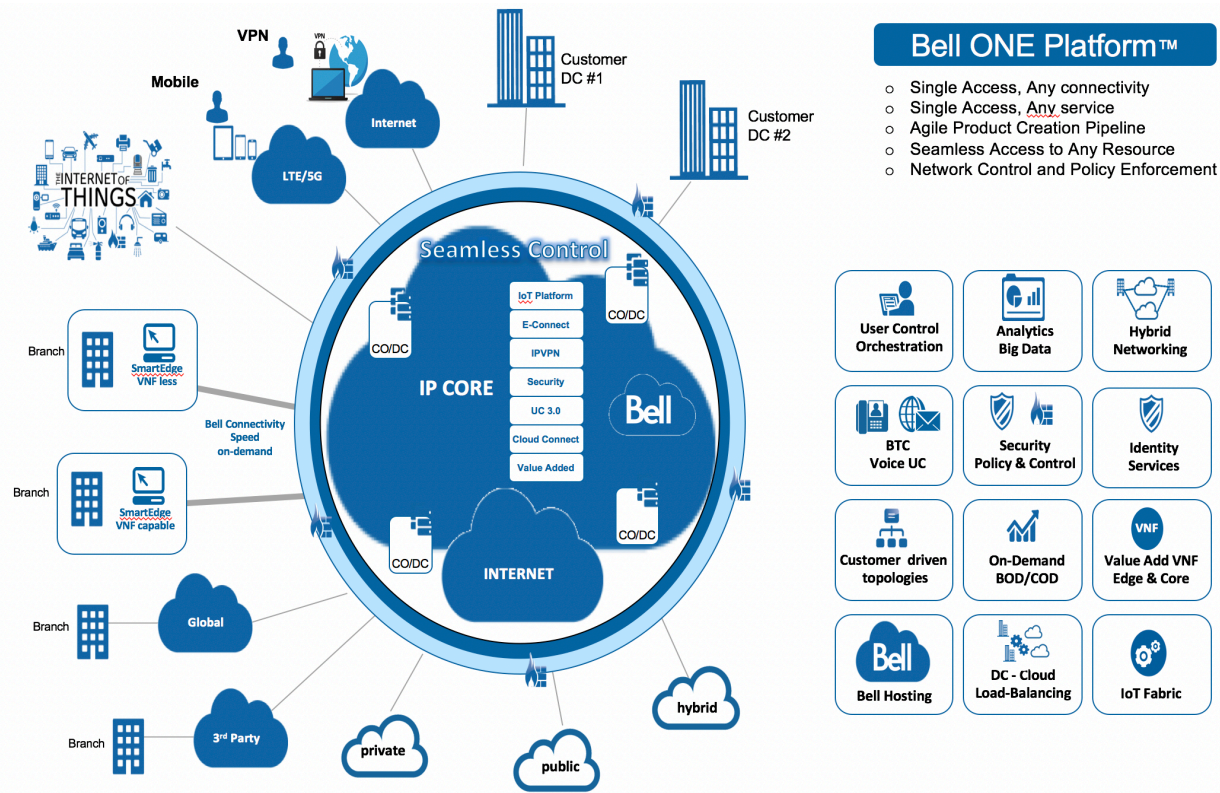 Bell ONE Platform™
o Single Access, Any connectivity
o Single Access, Any service
o Agile Product Creation Pipeline
o Seamless Access to Any Resource
o Network Control and Policy Enforcement
VPN
VPN
Mobile
Internet
LTE/5G
Customer
DC #1
Customer
DC #2
THE
INTERNET OF
THINGS
Branch
SmartEdge
VNF less
Bell Connectivity
Speed
on-demand
Branch
SmartEdge
VNF capable
Branch
Global
Branch
3rd Party
private
public
hybrid
Seamless Control
IP CORE
IoT Platform
E-Connect
IPVPN
Security
UC 3.0
Cloud Connect
Value Added
CO/DC
CO/DC
CO/DC
CO/DC
Bell
INTERNET
User Control
Orchestration
Analytics
Big Data
Hybrid
Networking
BTC
Voice UC
Security
Policy & Control
Identity
Services
Customer driven
topologies
On-Demand
BOD/COD
VNF
Value Add VNF
Edge & Core
Bell
Bell Hosting
DC - Cloud
Load-Balancing
IoT Fabric